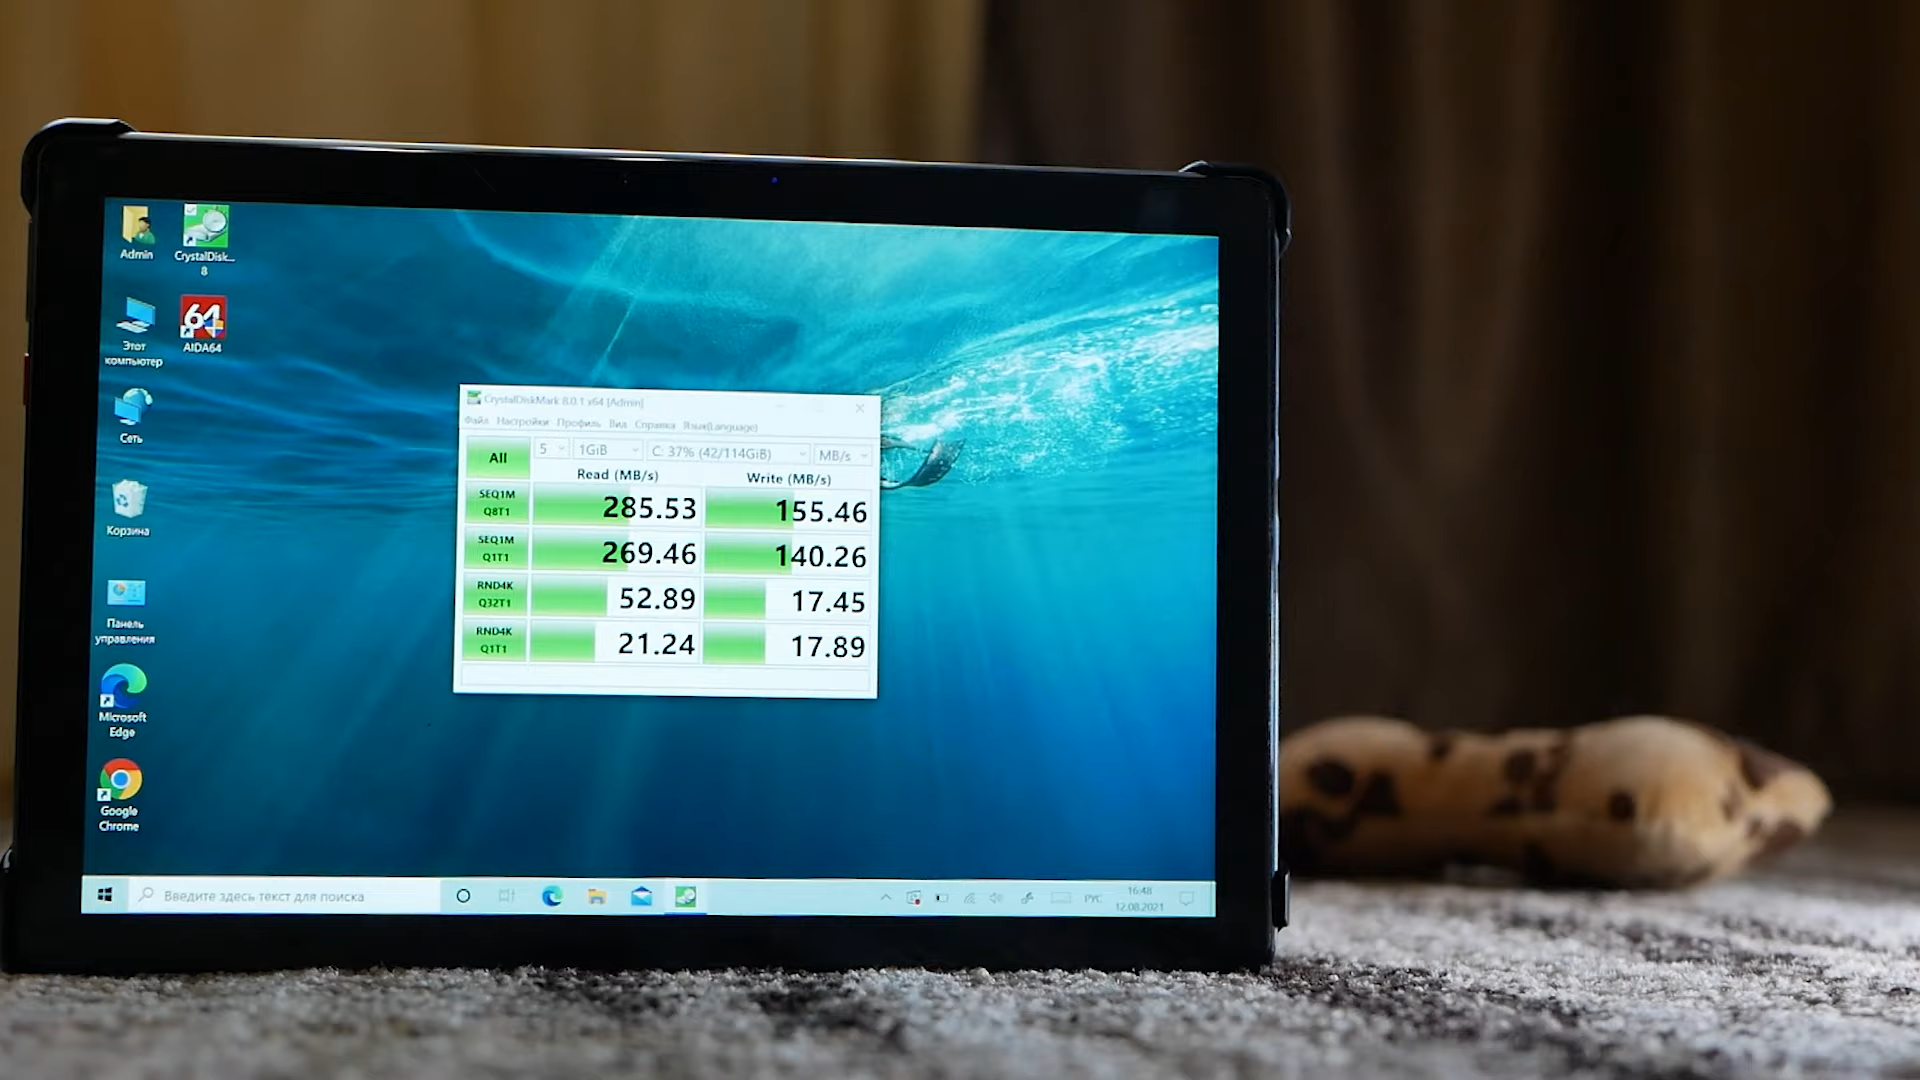 Admin
CrystalDisk...
8
Этот
компьютер
64
AIDA64
Сеть
Корзина
Панель
управления
Microsoft
Edge
Google
Chrome
CrystalDiskMark 8.0.1 x64 [Admin]
Файл Настройки Профиль Вид Справка Язык(Language)
All 5 1GiB C: 37% (42/114GiB) MB/s
Read (MB/s) Write (MB/s)
SEQ1M
Q8T1 285.53 155.46
SEQ1M
Q1T1 269.46 140.26
RND4K
Q32T1 52.89 17.45
RND4K
Q1T1 21.24 17.89
Введите здесь текст для поиска
РУС
16:48
12.08.2021